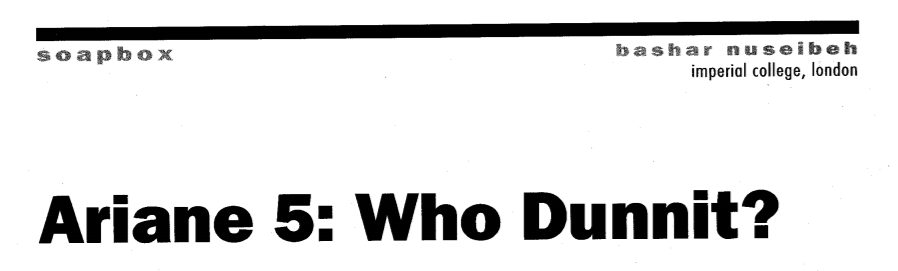 soapbox
bashar nuseibeh
imperial college, london
Ariane 5: Who Dunnit?